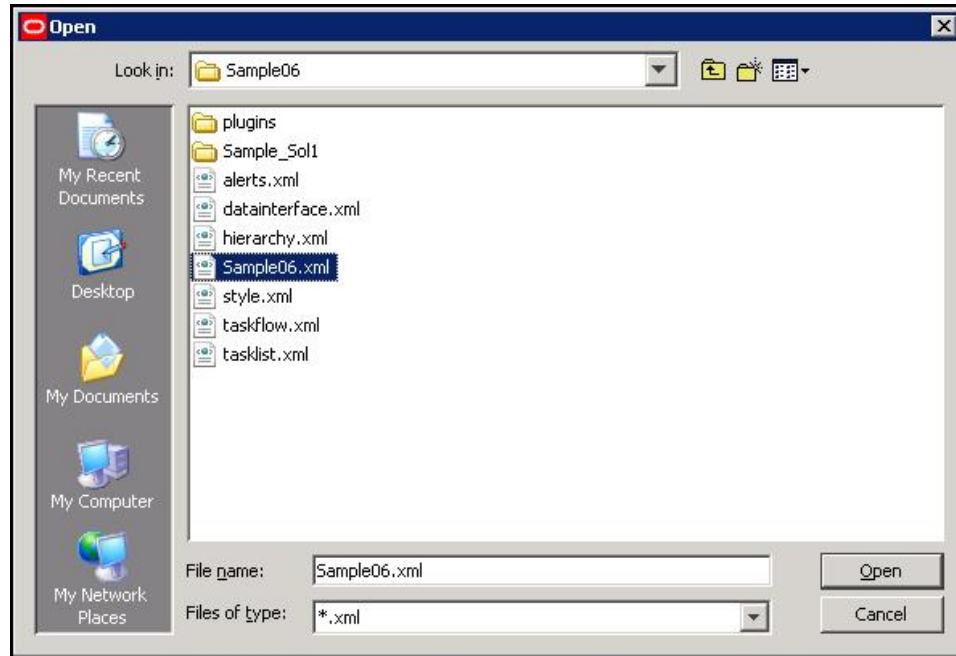 Open
Look in: Sample06
My Recent
Documents
Desktop
My Documents
My Computer
My Network
Places
plugins
Sample_Sol1
alerts.xml
datainterface.xml
hierarchy.xml
Sample06.xml
style.xml
taskflow.xml
tasklist.xml
File name: Sample06.xml Open
Files of type: *.xml Cancel